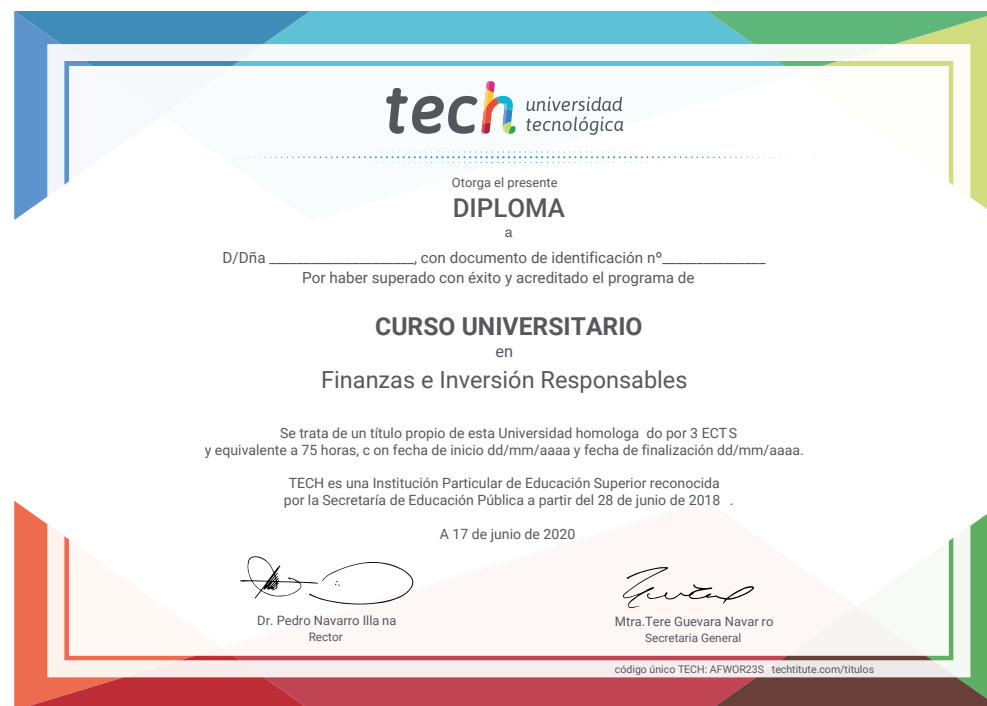 tech universidad
tecnológica
Otorga el presente
DIPLOMA
a
D/Dña ______________________, con documento de identificación nº_______________
Por haber superado con éxito y acreditado el programa de
CURSO UNIVERSITARIO
en
Finanzas e Inversión Responsables
Se trata de un título propio de esta Universidad homologa do por 3 ECTS
y equivalente a 75 horas, c on fecha de inicio dd/mm/aaaa y fecha de finalización dd/mm/aaaa.
TECH es una Institución Particular de Educación Superior reconocida
por la Secretaría de Educación Pública a partir del 28 de junio de 2018 .
A 17 de junio de 2020
Dr. Pedro Navarro Illa na
Rector
Mtra.Tere Guevara Navar ro
Secretaria General
código único TECH: AFWOR23S techtitute.com/titulos